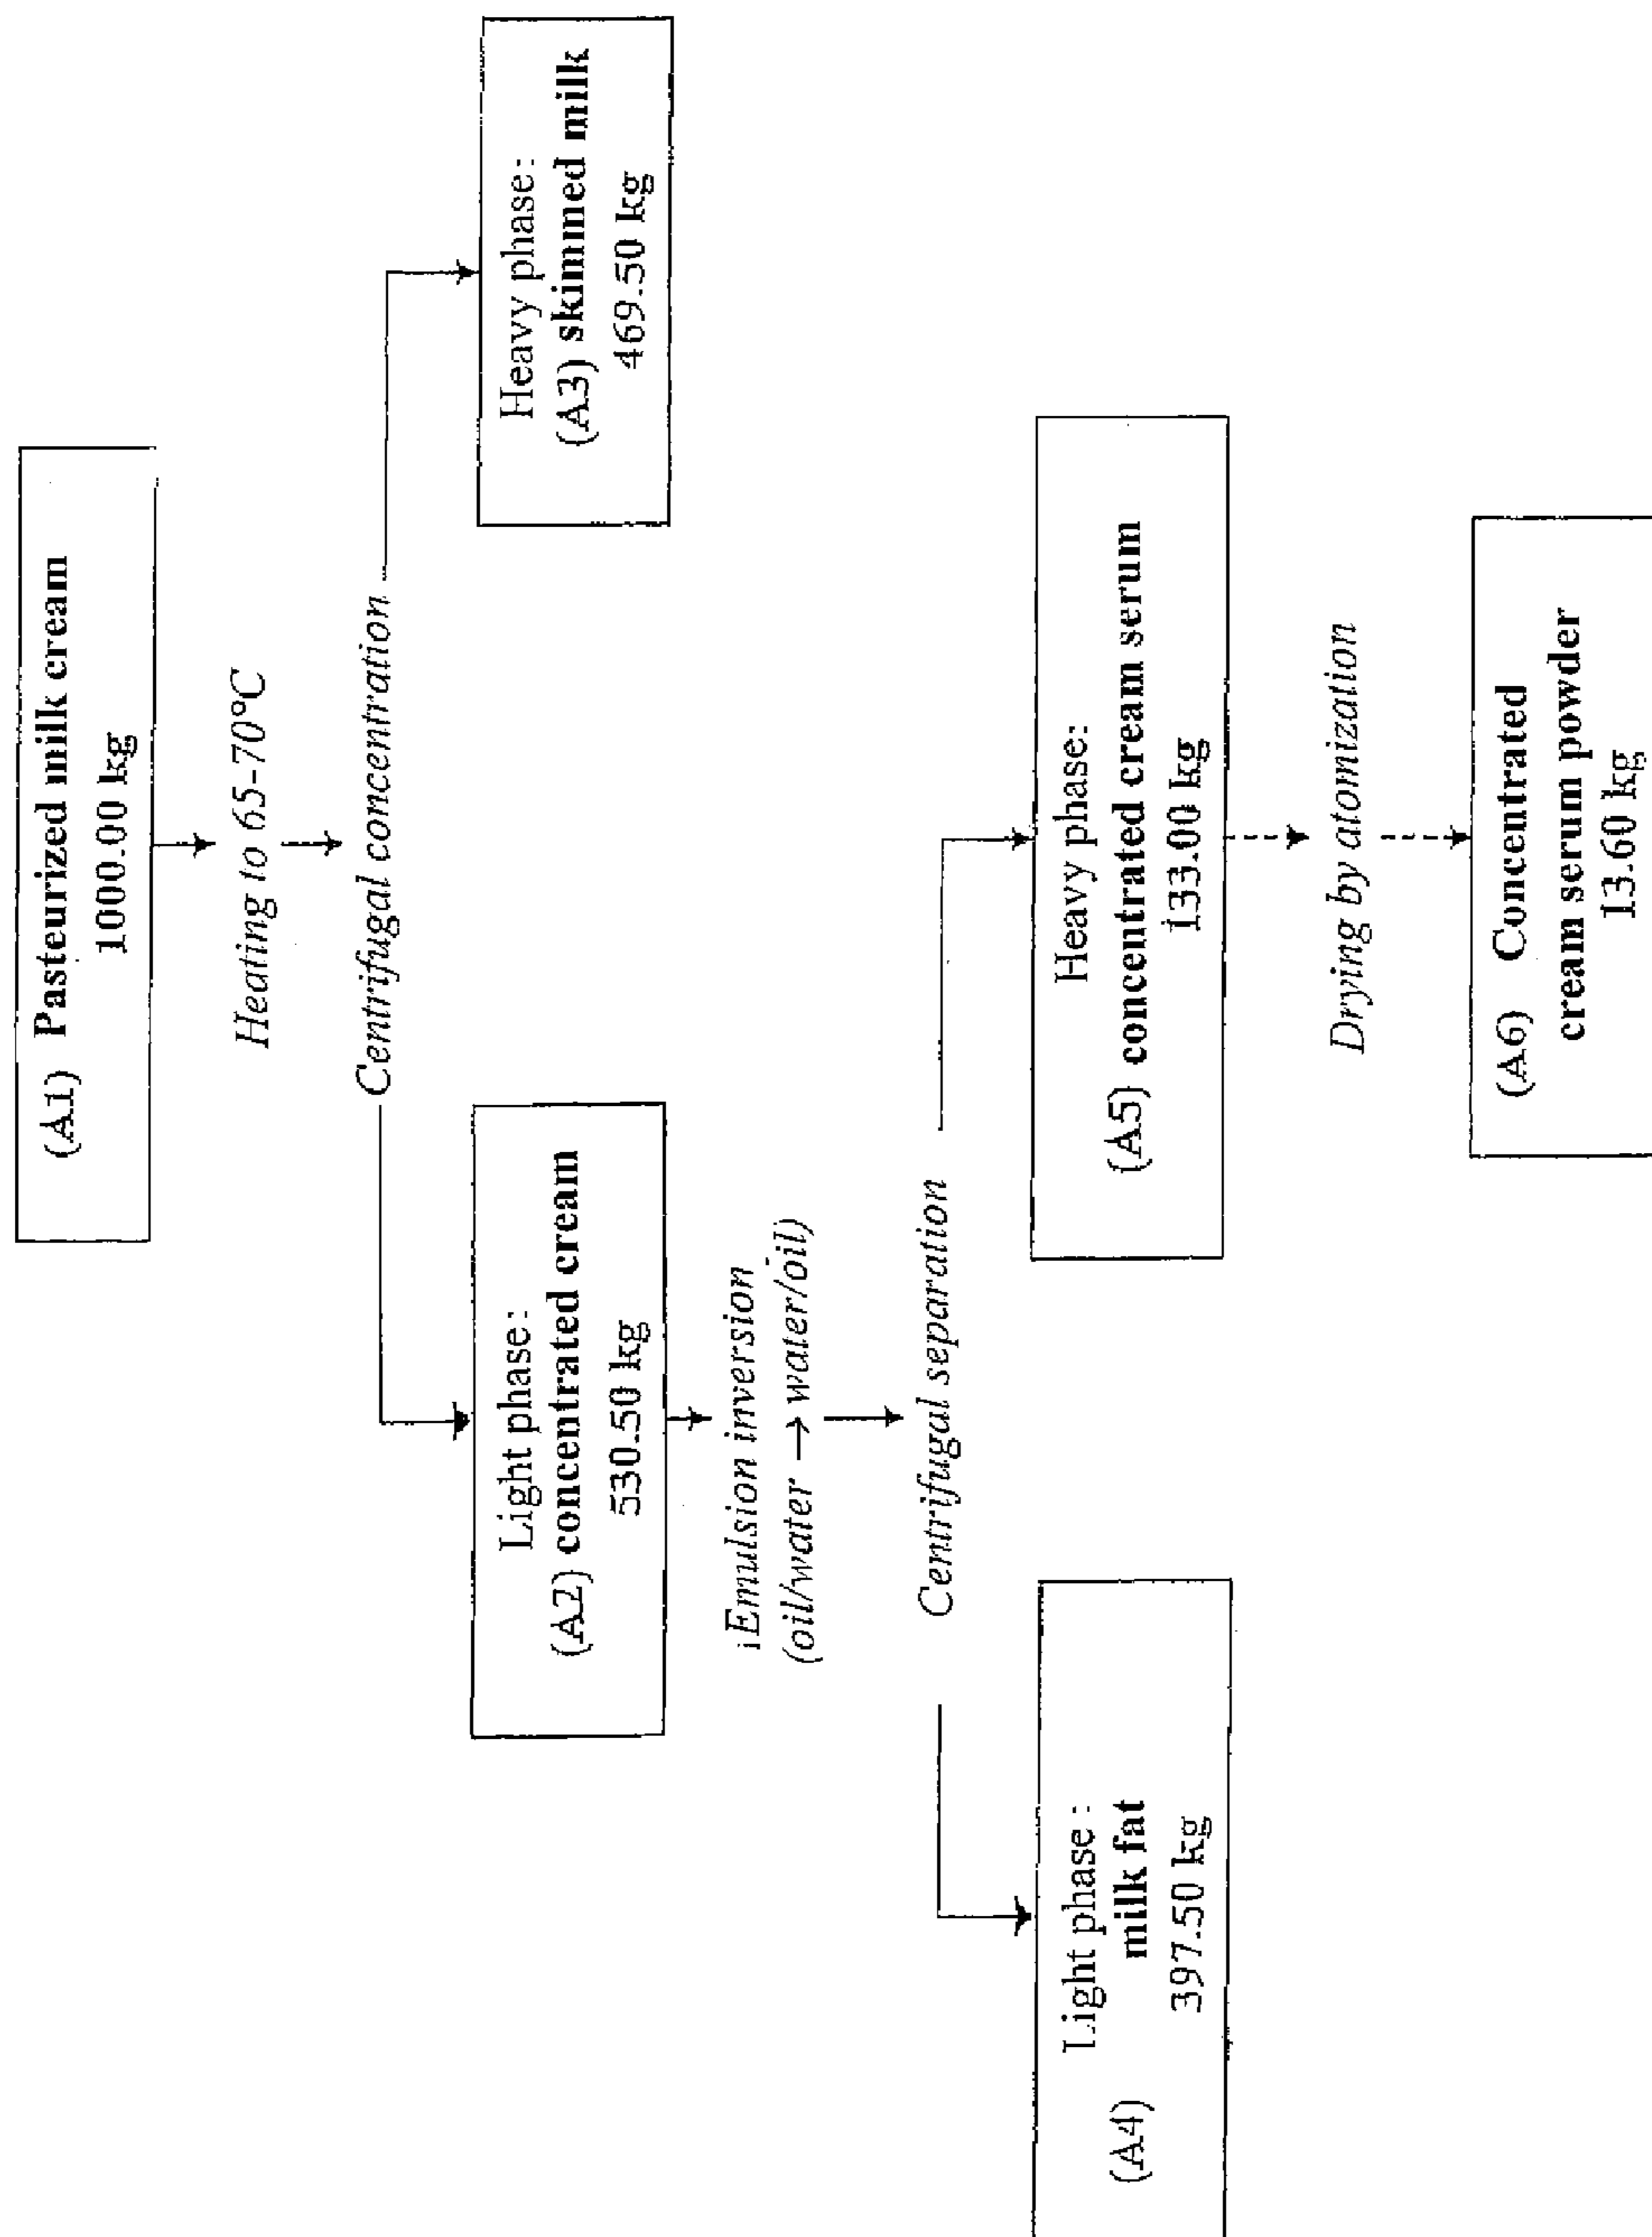 (A1) Pasteurized milk cream
1000.00 kg
Heating to 65-70°C
Centrifugal concentration
Light phase:
(A2) concentrated cream
530.50 kg
Heavy phase:
(A3) skimmed milk
469.50 kg
Emulsion inversion
(oil/water → water/oil)
Centrifugal separation
Light phase :
(A4) milk fat
397.50 kg
Heavy phase:
(A5) concentrated cream serum
133.00 kg
Drying by atomization
(A6) Concentrated
cream serum powder
13.60 kg